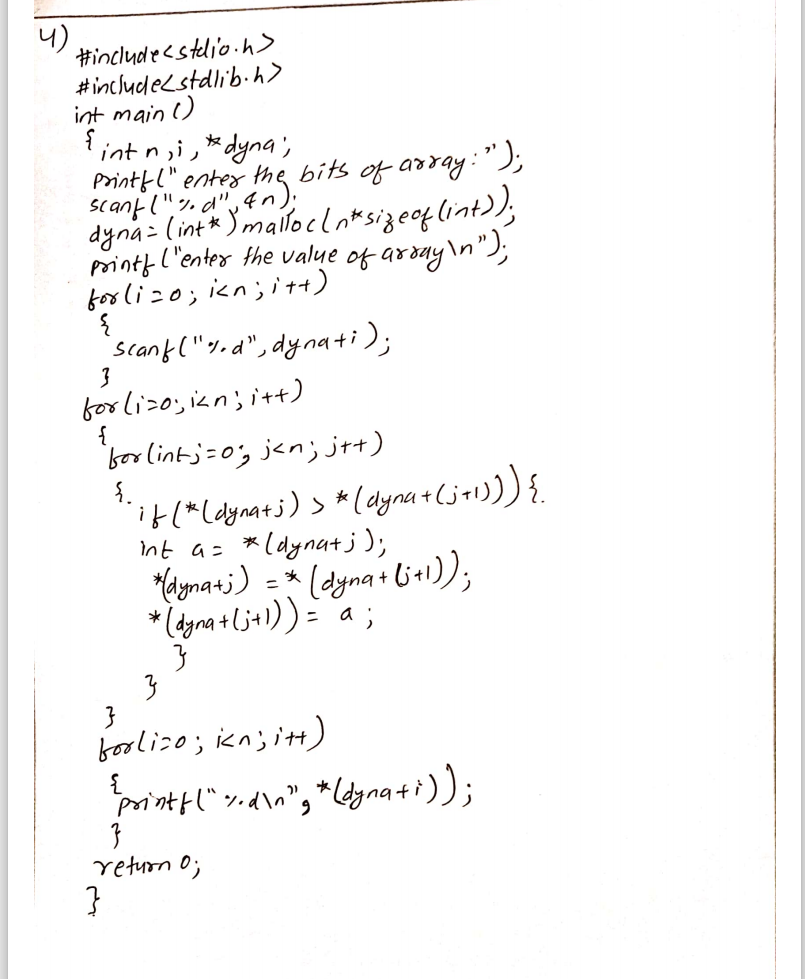 4)
#include<stdio.h>
#include<stdlib.h>
int main()
{ int n,i,*dyna;
printf("enter the bits of array:");
scanf("%d",&n);
dyna=(int*)malloc(n*sizeof(int));
printf("enter the value of array\n");
for(i=0; i<n; i++)
{
scanf("%d",dyna+i);
}
for(i=0; i<n; i++)
{
for(int j=0; j<n; j++)
{
if(*(dyna+j) > *(dyna+(j+1))) {
int a = *(dyna+j);
*(dyna+j) = *(dyna+(j+1));
*(dyna+(j+1)) = a;
}
}
}
for(i=0; i<n; i++)
{
printf("%d\n", *(dyna+i));
}
return 0;
}